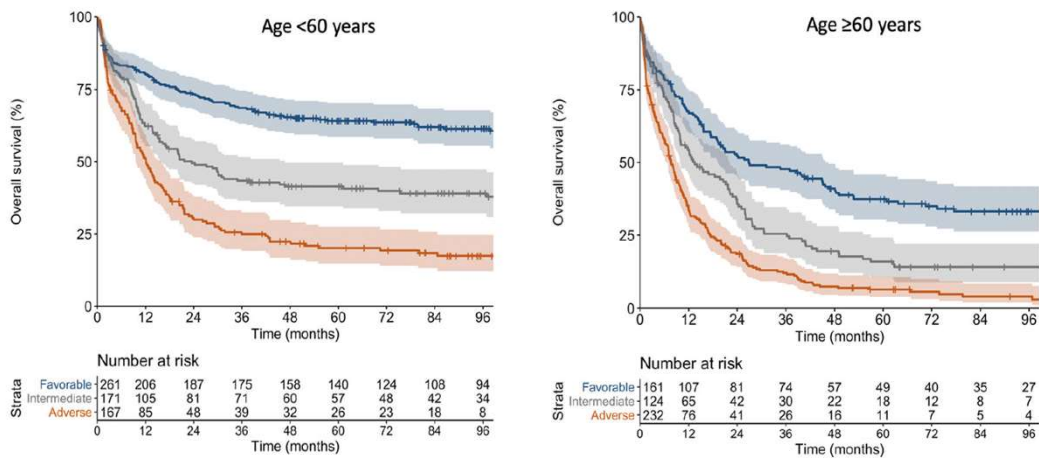 Age <60 years
100
75
50
25
0
Overall survival (%)
0 12 24 36 48 60 72 84 96
Time (months)
Number at risk
Strata
Favorable 261 206 187 175 158 140 124 108 94
Intermediate 171 105 81 71 60 57 48 42 34
Adverse 167 85 48 39 32 26 23 18 8
0 12 24 36 48 60 72 84 96
Time (months)
Age ≥60 years
100
75
50
25
0
Overall survival (%)
0 12 24 36 48 60 72 84 96
Time (months)
Number at risk
Strata
Favorable 161 107 81 74 57 49 40 35 27
Intermediate 124 65 42 30 22 18 12 8 7
Adverse 232 76 41 26 16 11 7 5 4
0 12 24 36 48 60 72 84 96
Time (months)